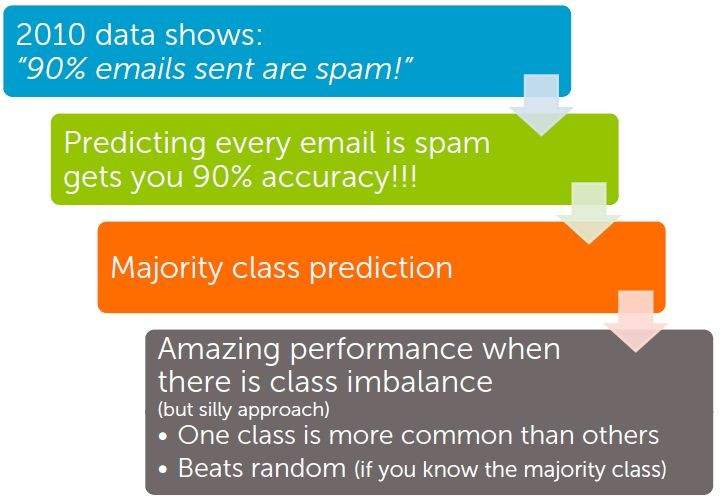 2010 data shows:
“90% emails sent are spam!”
Predicting every email is spam
gets you 90% accuracy!!!
Majority class prediction
Amazing performance when
there is class imbalance
(but silly approach)
• One class is more common than others
• Beats random (if you know the majority class)